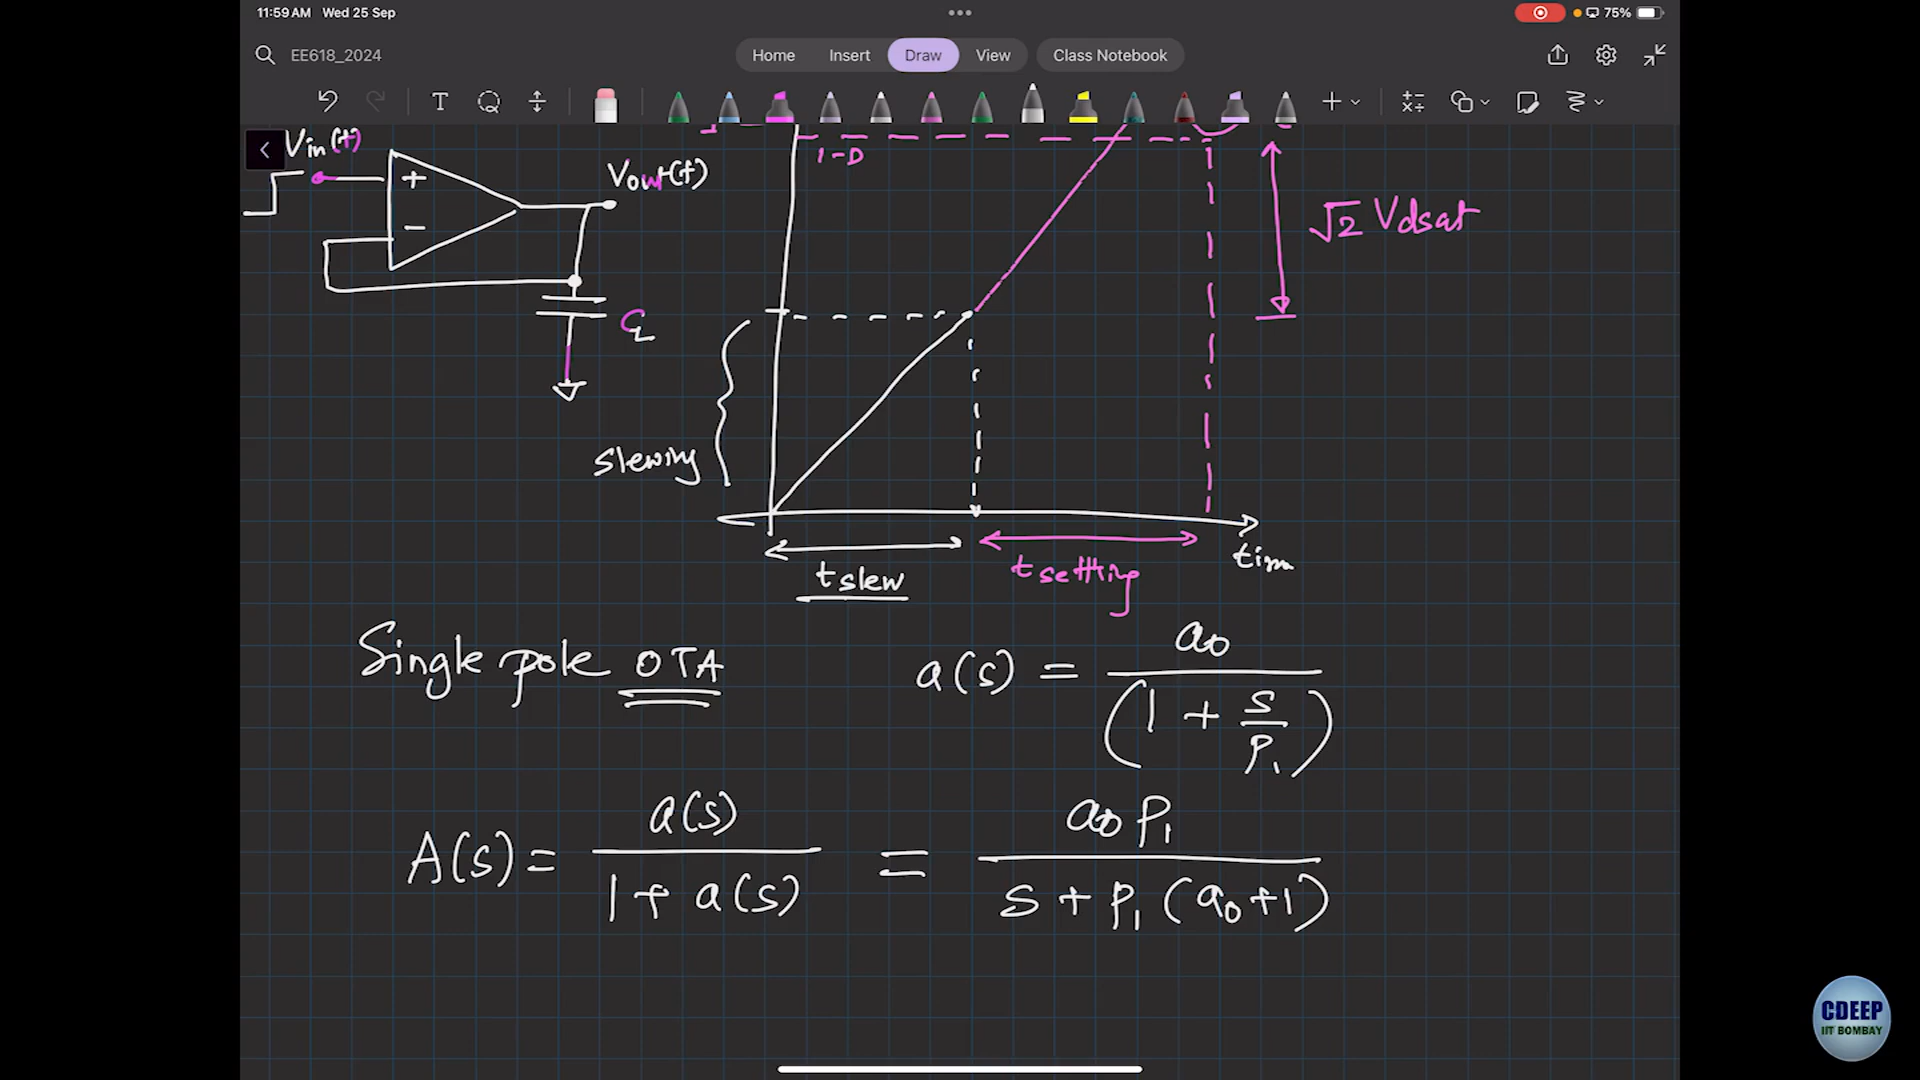 11:59 AM Wed 25 Sep
75%
EE618_2024
Home Insert Draw View Class Notebook
Vin(t)
+
-
Vout(t)
CL
1-D
√2 Vdsat
slewing
tslew
tsettling
Single pole OTA
a(s) = a0 / (1 + s/p1)
A(s) = a(s) / 1 + a(s) = a0 p1 / s + p1 (a0+1)
CDEEP
IIT BOMBAY